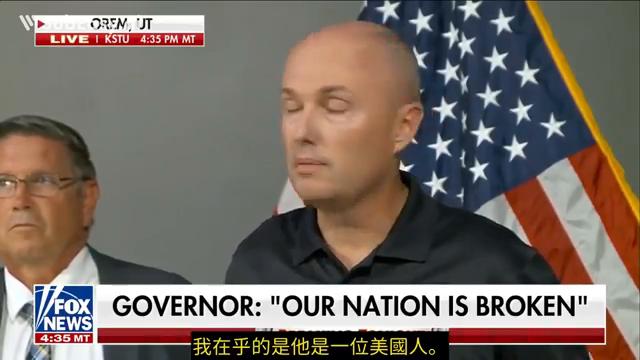 OREM, UT
LIVE KSTU 4:35 PM MT
GOVERNOR: "OUR NATION IS BROKEN"
FOX
NEWS
4:35 MT
我在乎的是他是一位美國人。